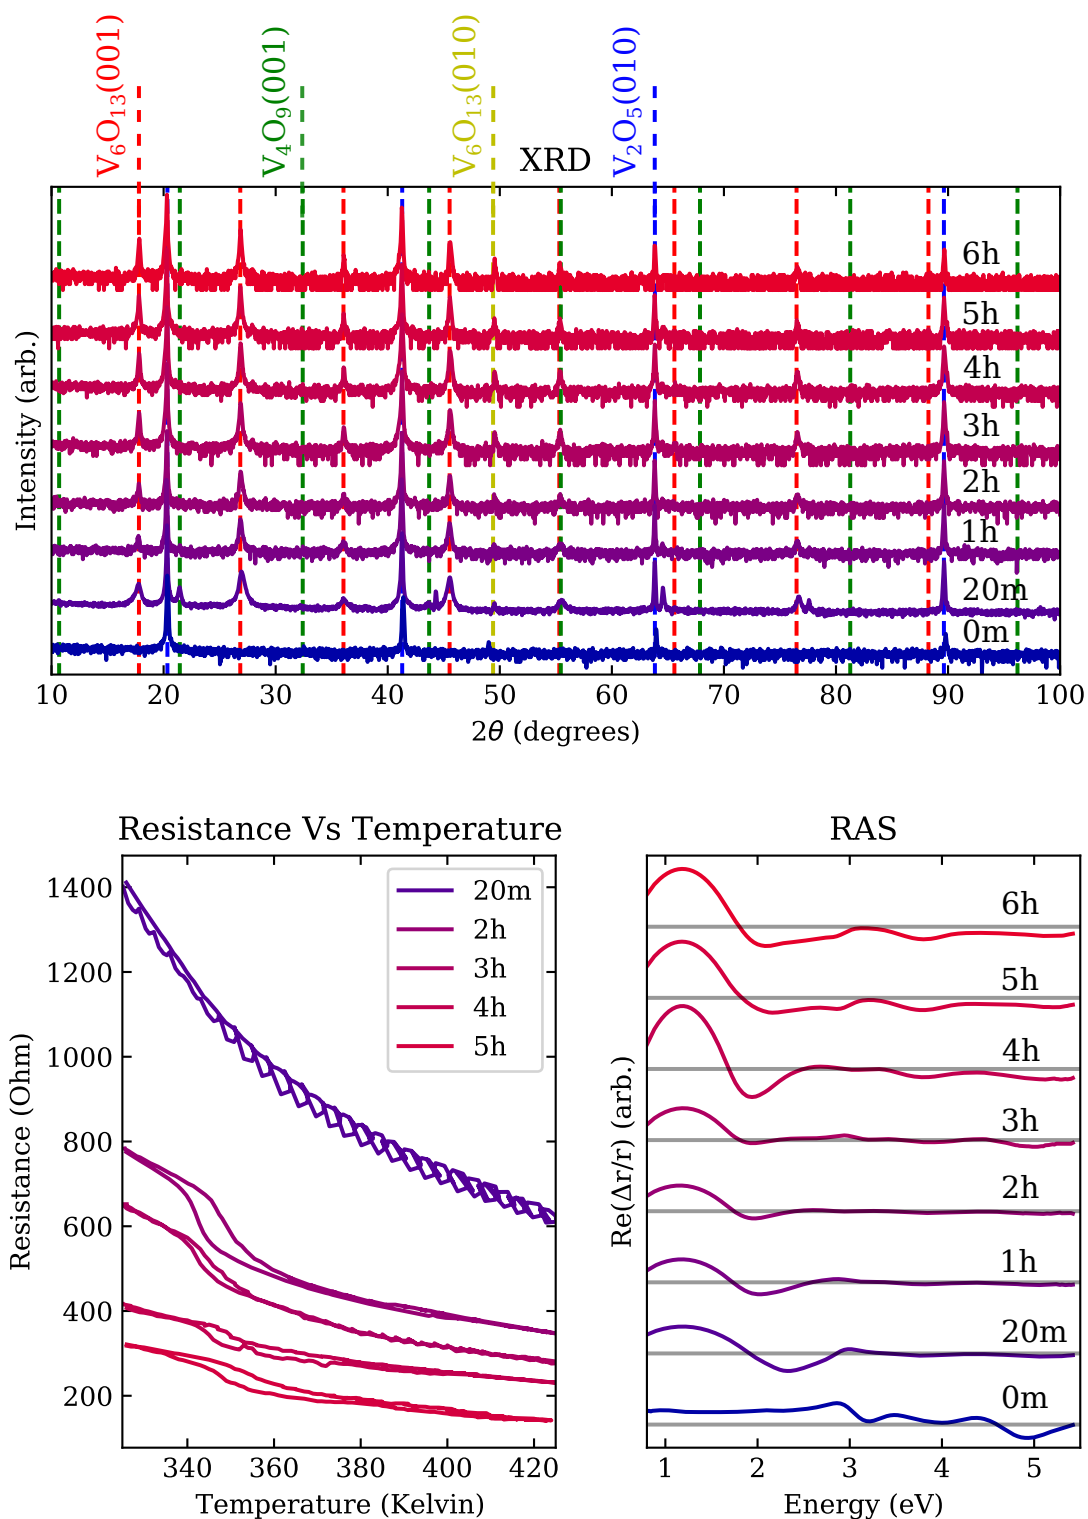 V₆O₁₃(001)
V₄O₉(001)
V₆O₁₃(010)
V₂O₅(010)
XRD
Intensity (arb.)
6h
5h
4h
3h
2h
1h
20m
0m
10 20 30 40 50 60 70 80 90 100
2θ (degrees)
Resistance Vs Temperature
Resistance (Ohm)
1400
1200
1000
800
600
400
200
20m
2h
3h
4h
5h
340 360 380 400 420
Temperature (Kelvin)
RAS
Re(Δr/r) (arb.)
6h
5h
4h
3h
2h
1h
20m
0m
1 2 3 4 5
Energy (eV)